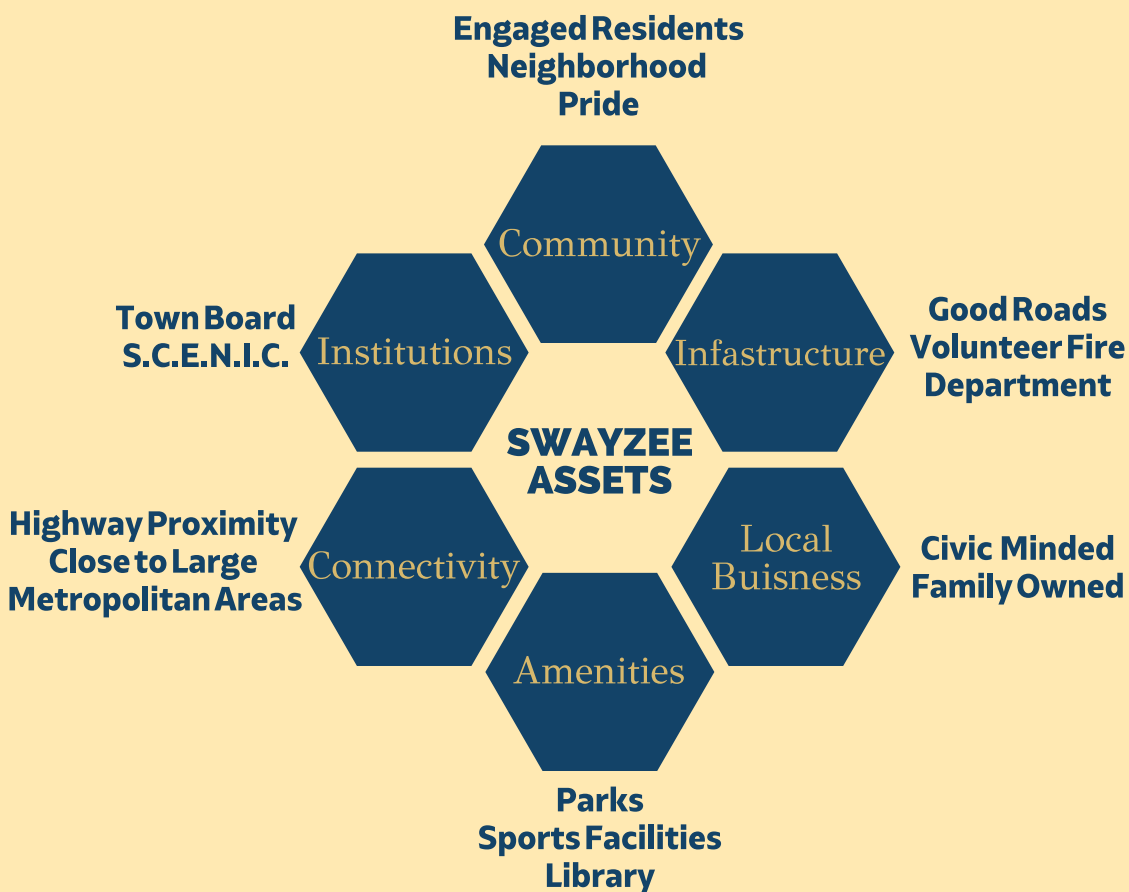 Engaged Residents
Neighborhood
Pride
Community
Town Board
S.C.E.N.I.C.
Institutions
Infastructure
Good Roads
Volunteer Fire
Department
SWAYZEE
ASSETS
Highway Proximity
Close to Large
Metropolitan Areas
Connectivity
Local
Buisness
Civic Minded
Family Owned
Amenities
Parks
Sports Facilities
Library